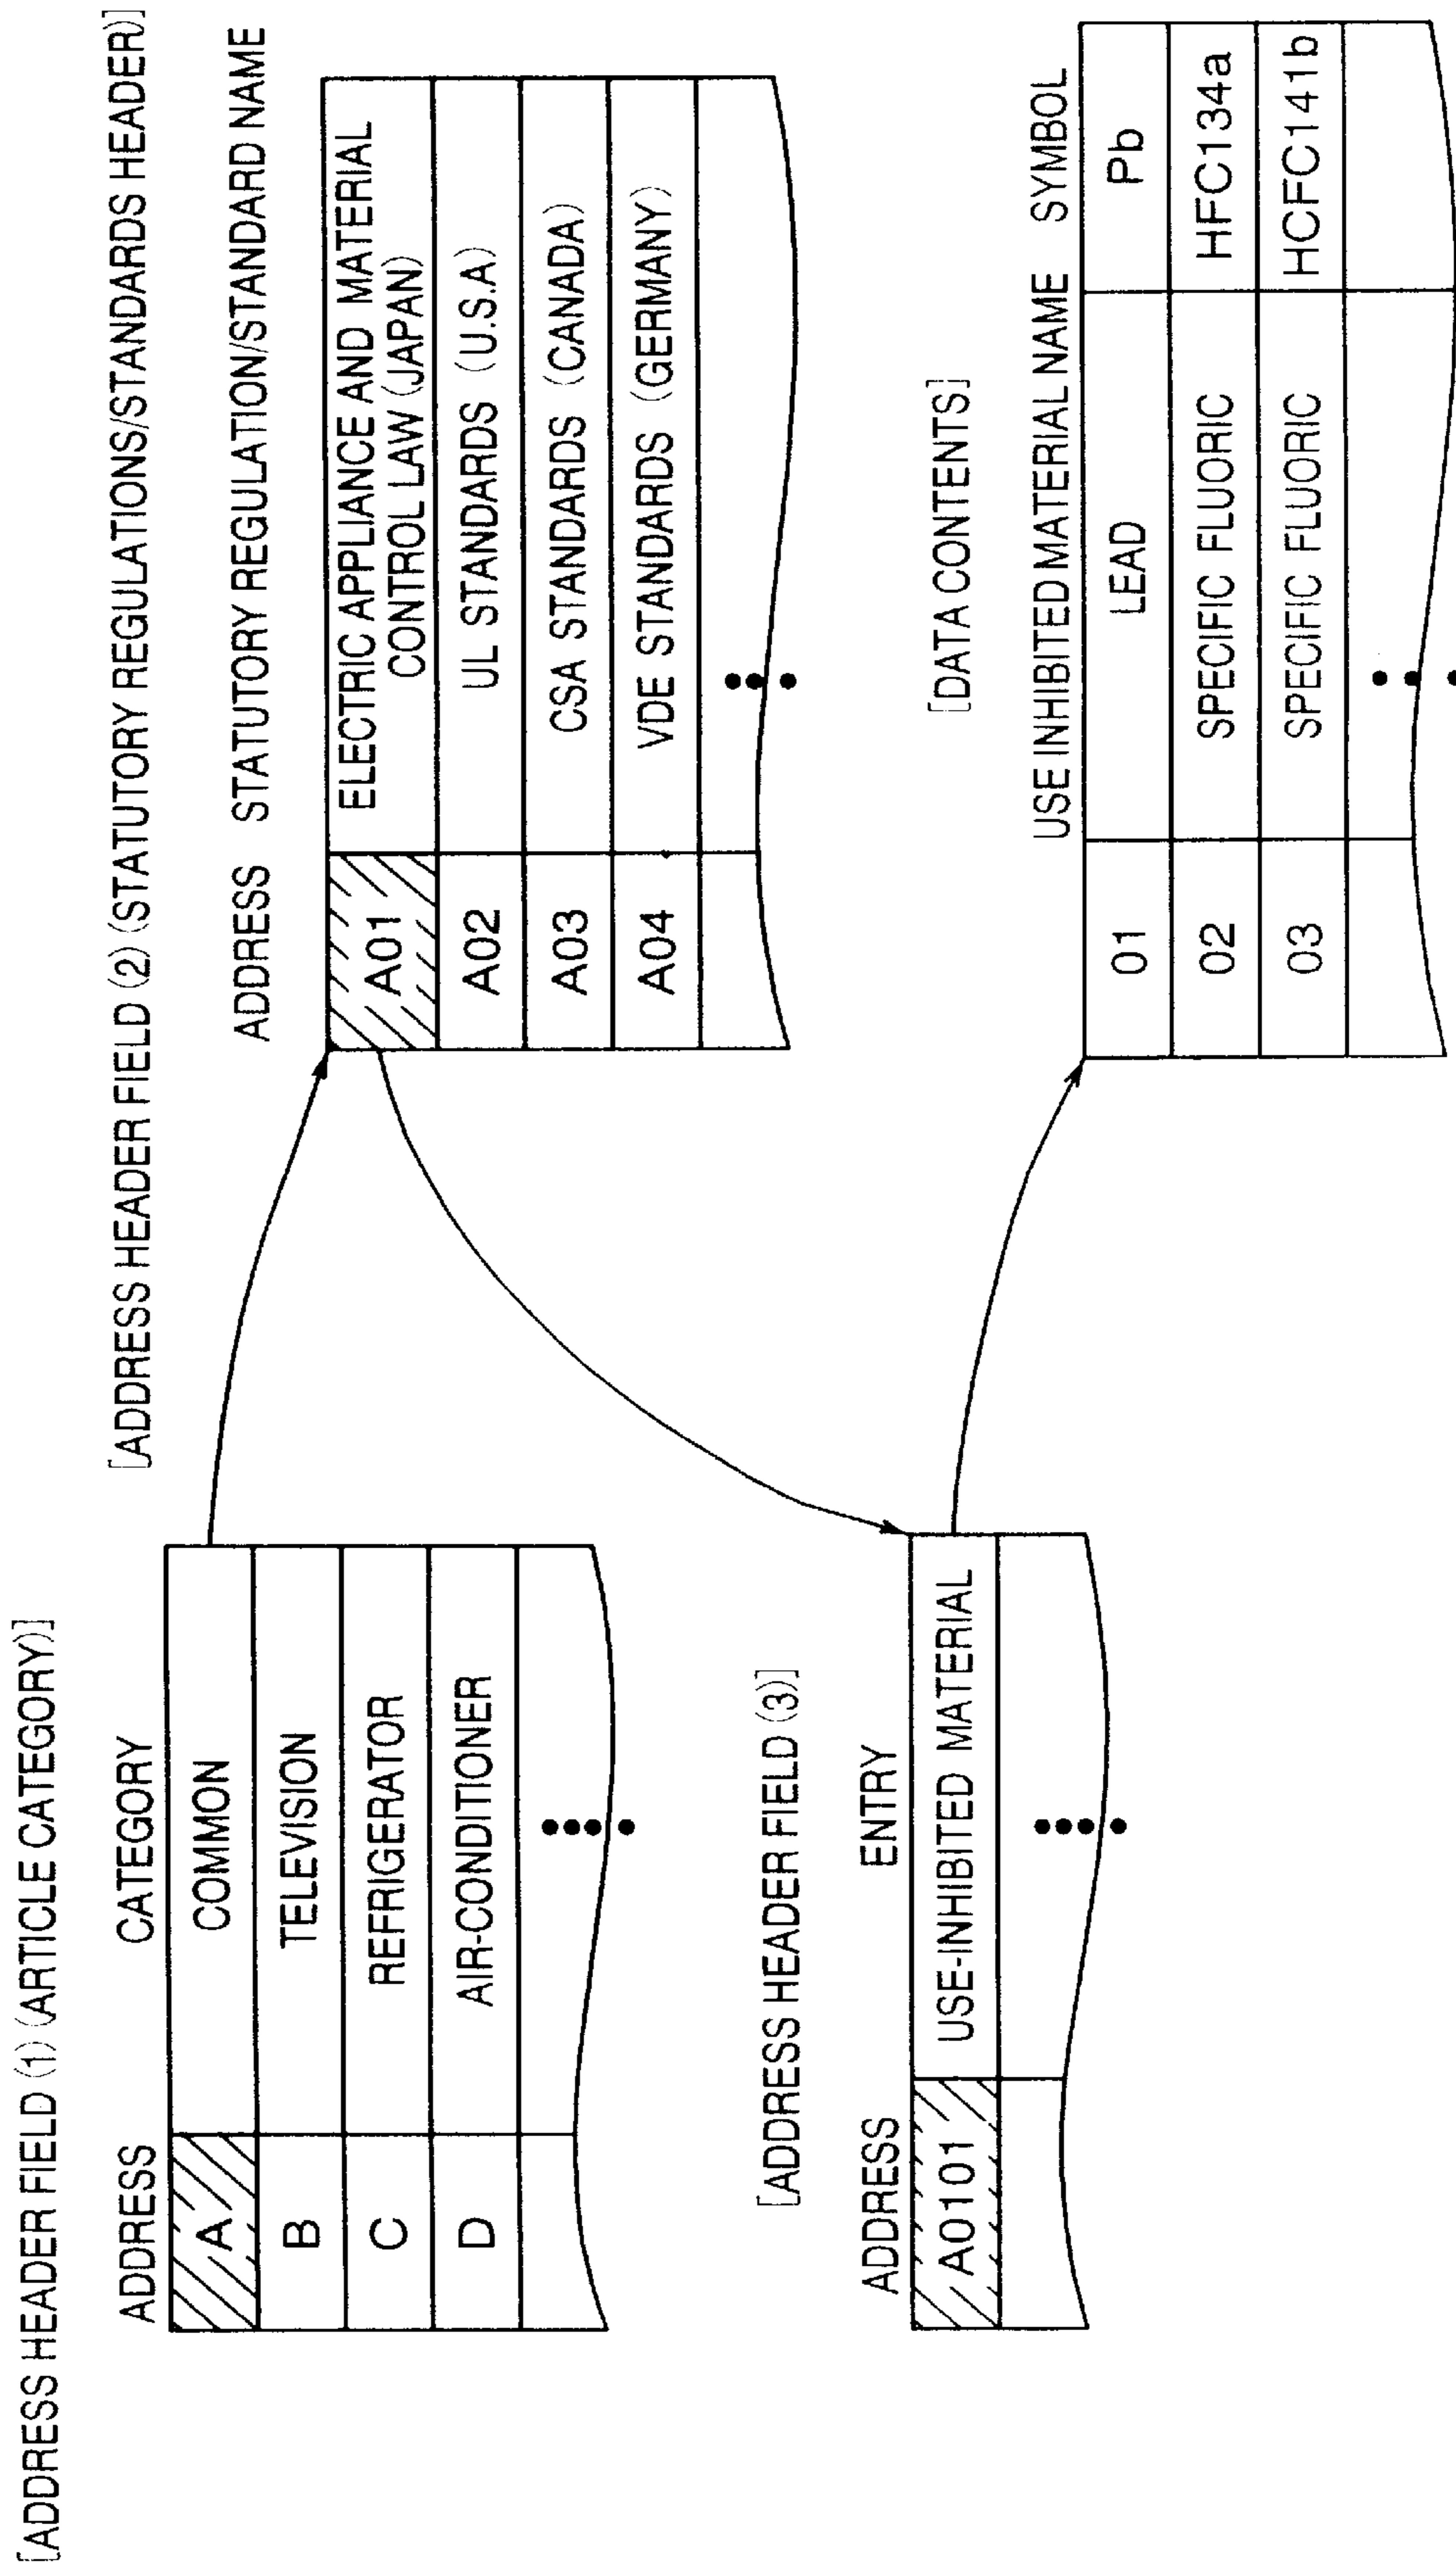 [ADDRESS HEADER FIELD (1) (ARTICLE CATEGORY)]
ADDRESS CATEGORY
A COMMON
B TELEVISION
C REFRIGERATOR
D AIR-CONDITIONER
[ADDRESS HEADER FIELD (2) (STATUTORY REGULATIONS/STANDARDS HEADER)]
ADDRESS STATUTORY REGULATION/STANDARD NAME
A01 ELECTRIC APPLIANCE AND MATERIAL
CONTROL LAW (JAPAN)
A02 UL STANDARDS (U.S.A)
A03 CSA STANDARDS (CANADA)
A04 VDE STANDARDS (GERMANY)
[ADDRESS HEADER FIELD (3)]
ADDRESS ENTRY
A0101 USE-INHIBITED MATERIAL
[DATA CONTENTS]
USE INHIBITED MATERIAL NAME SYMBOL
01 LEAD Pb
02 SPECIFIC FLUORIC HFC134a
03 SPECIFIC FLUORIC HCFC141b